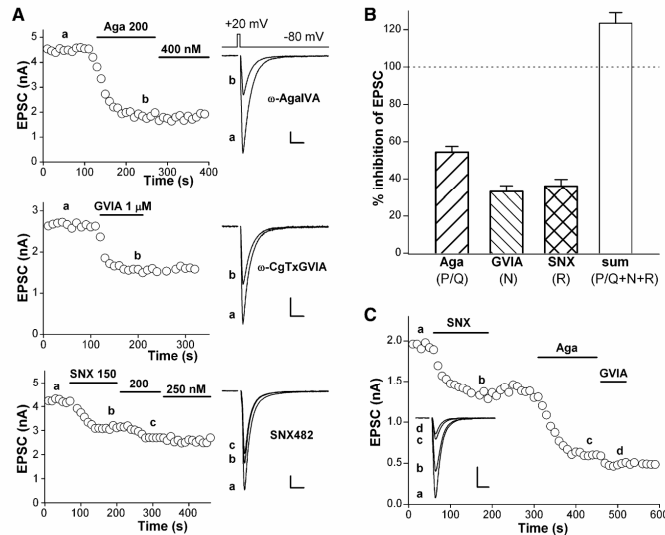 A
Aga 200
400 nM
a
b
5
4
3
2
1
0
EPSC (nA)
0 100 200 300 400
Time (s)
+20 mV
-80 mV
b
a
ω-AgaIVA
GVIA 1 μM
a
b
3
2
1
0
EPSC (nA)
0 100 200 300
Time (s)
b
a
ω-CgTxGVIA
SNX 150
200
250 nM
a
b
c
5
4
3
2
1
0
EPSC (nA)
0 100 200 300 400
Time (s)
c
b
a
SNX482
B
120
100
80
60
40
20
0
% inhibition of EPSC
Aga GVIA SNX sum
(P/Q) (N) (R) (P/Q+N+R)
C
SNX
Aga
GVIA
a
b
c
d
2.0
1.5
1.0
0.5
0.0
EPSC (nA)
d
c
b
a
0 100 200 300 400 500 600
Time (s)